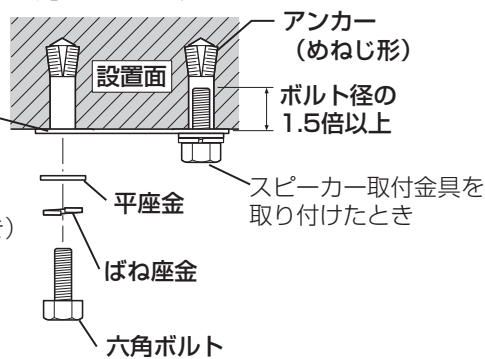 アンカー
（めねじ形）
設置面
ボルト径の
1.5倍以上
スピーカー取付金具を
取り付けたとき
平座金
ばね座金
六角ボルト